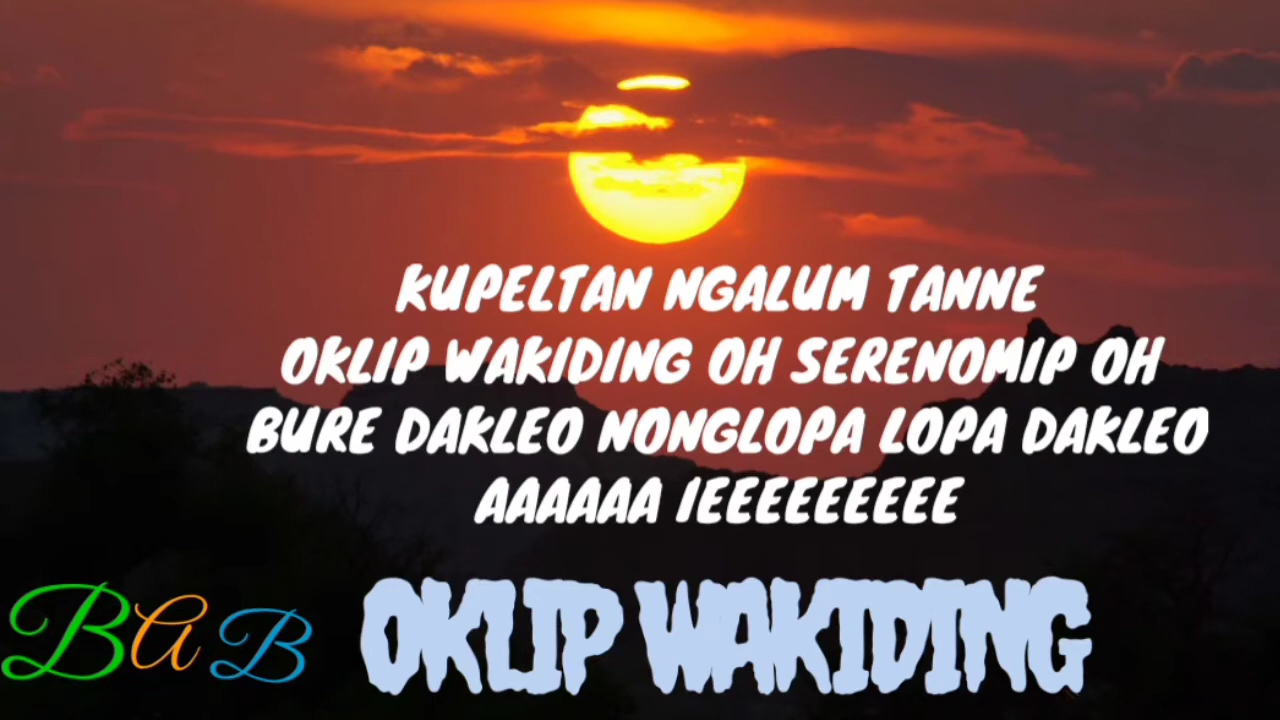 KUPELTAN NGALUM TANNE
OKLIP WAKIDING OH SERENOMIP OH
BURE DAKLEO NONGLOPA LOPA DAKLEO
AAAAAA IEEEEEEEEE
BAB
OKLIP WAKIDING